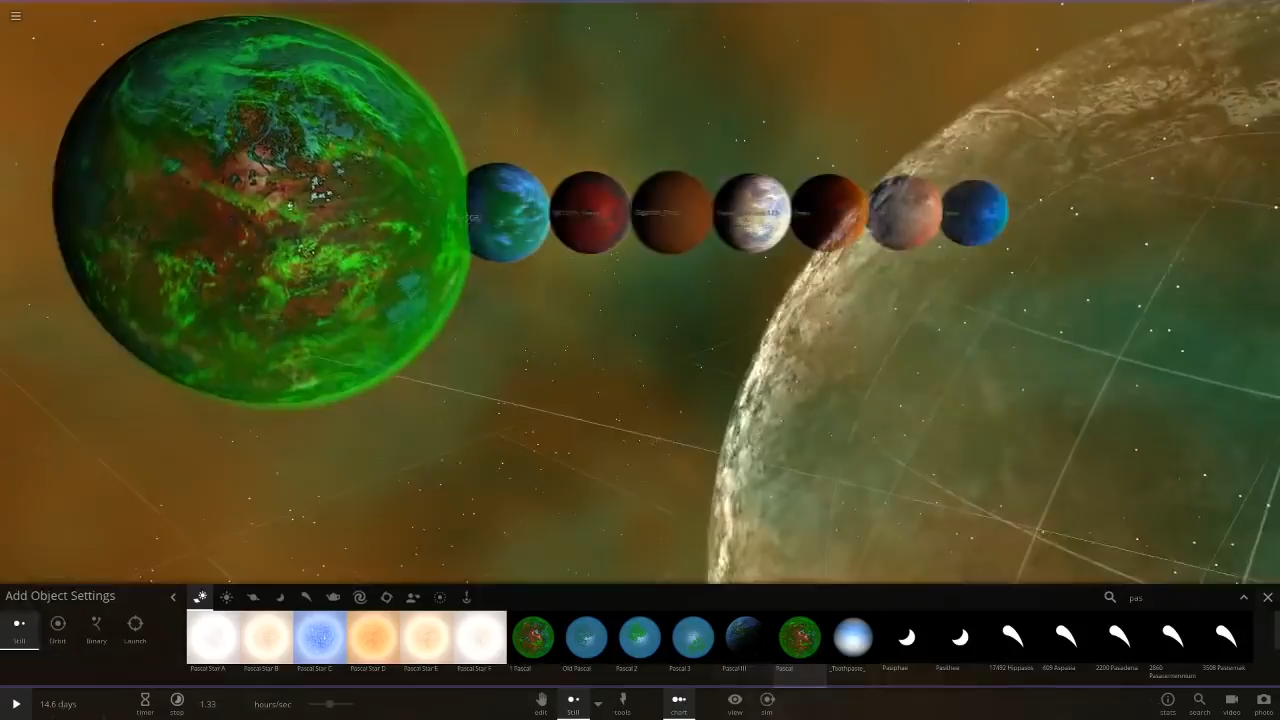 Add Object Settings
pas
Still
Orbit
Binary
Launch
Pascal Star A
Pascal Star B
Pascal Star C
Pascal Star D
Pascal Star E
Pascal Star F
1 Pascal
Old Pascal
Pascal 2
Pascal 3
Pascal III
Pascal
_Toothpaste_
Pasiphae
Pasithee
17492 Hippasos
409 Aspasia
2200 Pasadena
2860
Pasacentennium
3508 Pasternak
14.6 days
timer
step
1.33
hours/sec
edit
Still
tools
chart
view
sim
stats
search
video
photo